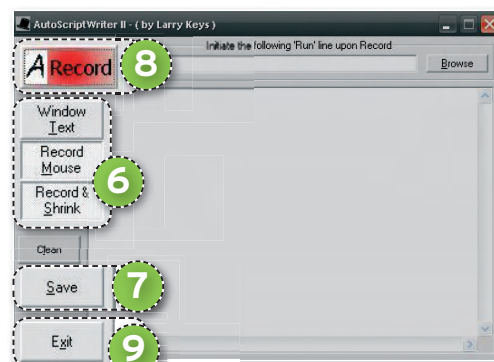 AutoScriptWriter II - ( by Larry Keys )
Initiate the following 'Run' line upon Record
A Record
8
Browse
Window
Text
Record
Mouse
Record &
Shrink
6
Clean
Save
7
Exit
9